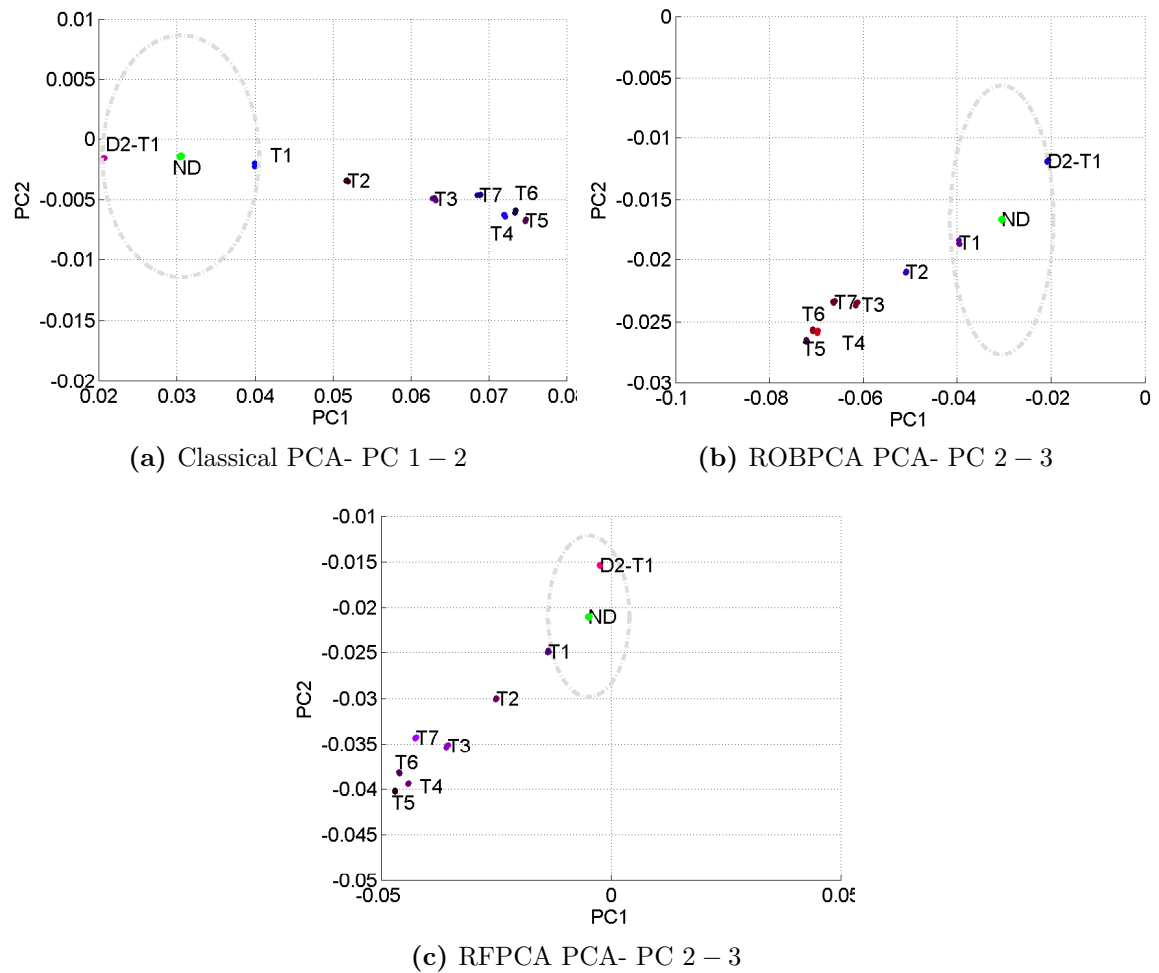 0.01
0.005
0
-0.005
-0.01
-0.015
-0.02
PC2
D2-T1
ND
T1
T2
T3
T7
T6
T4
T5
0.02 0.03 0.04 0.05 0.06 0.07 0.0
PC1
(a) Classical PCA- PC 1 – 2
0
-0.005
-0.01
-0.015
-0.02
-0.025
-0.03
PC2
D2-T1
ND
T1
T2
T7 T3
T6
T5 T4
-0.1 -0.08 -0.06 -0.04 -0.02 0
PC1
(b) ROBPCA PCA- PC 2 – 3
-0.01
-0.015
-0.02
-0.025
-0.03
-0.035
-0.04
-0.045
-0.05
PC2
D2-T1
ND
T1
T2
T7
T3
T6
T4
T5
-0.05 0 0.05
PC1
(c) RFPCA PCA- PC 2 – 3